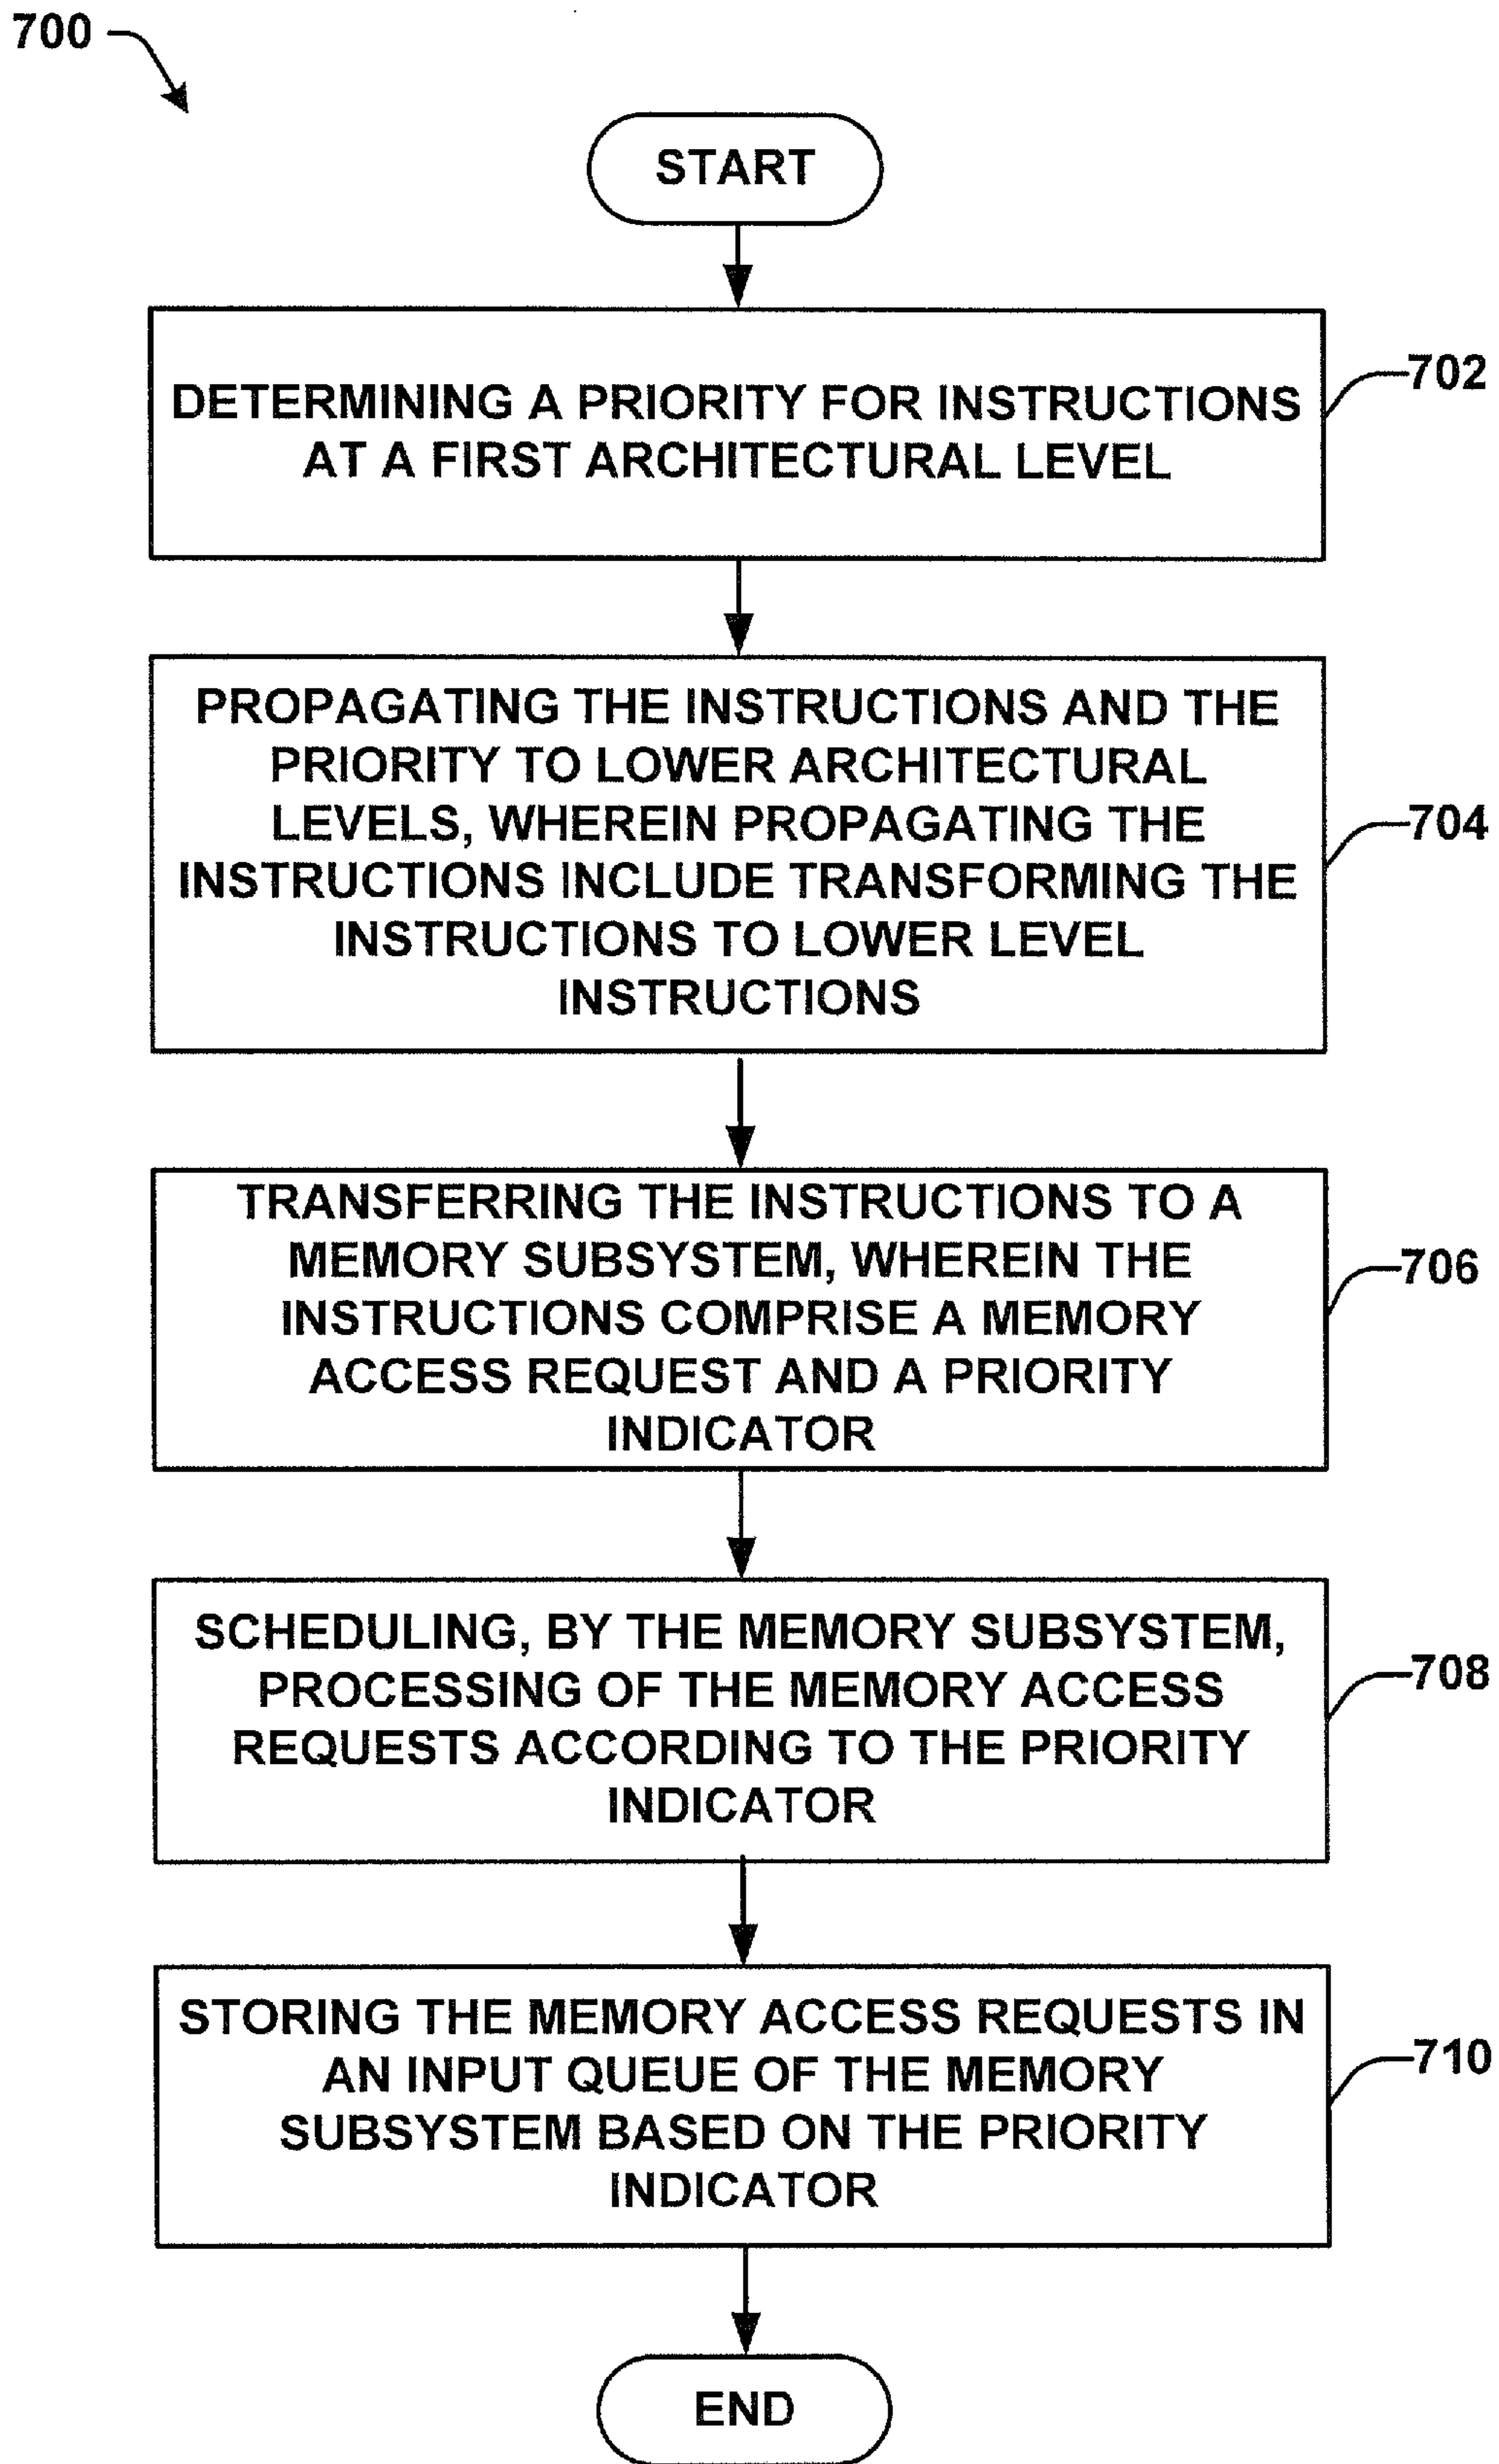 700
START
DETERMINING A PRIORITY FOR INSTRUCTIONS
AT A FIRST ARCHITECTURAL LEVEL
702
PROPAGATING THE INSTRUCTIONS AND THE
PRIORITY TO LOWER ARCHITECTURAL
LEVELS, WHEREIN PROPAGATING THE
INSTRUCTIONS INCLUDE TRANSFORMING THE
INSTRUCTIONS TO LOWER LEVEL
INSTRUCTIONS
704
TRANSFERRING THE INSTRUCTIONS TO A
MEMORY SUBSYSTEM, WHEREIN THE
INSTRUCTIONS COMPRISE A MEMORY
ACCESS REQUEST AND A PRIORITY
INDICATOR
706
SCHEDULING, BY THE MEMORY SUBSYSTEM,
PROCESSING OF THE MEMORY ACCESS
REQUESTS ACCORDING TO THE PRIORITY
INDICATOR
708
STORING THE MEMORY ACCESS REQUESTS IN
AN INPUT QUEUE OF THE MEMORY
SUBSYSTEM BASED ON THE PRIORITY
INDICATOR
710
END